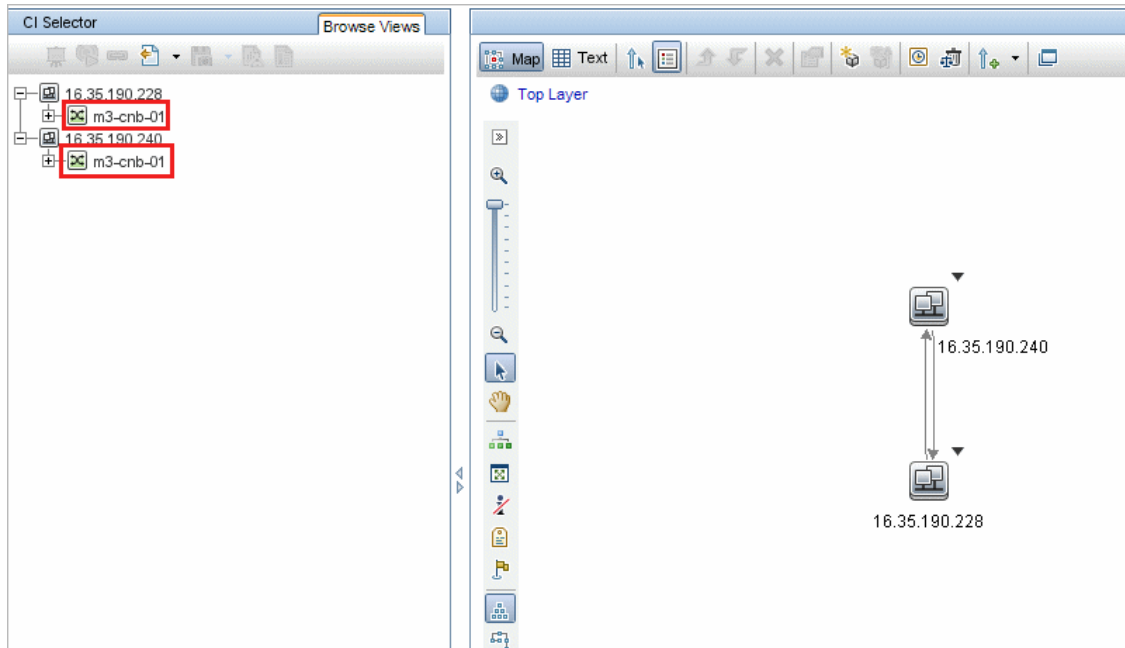 CI Selector
Browse Views
16.35.190.228
m3-cnb-01
16.35.190.240
m3-cnb-01
Map Text
Top Layer
16.35.190.240
16.35.190.228